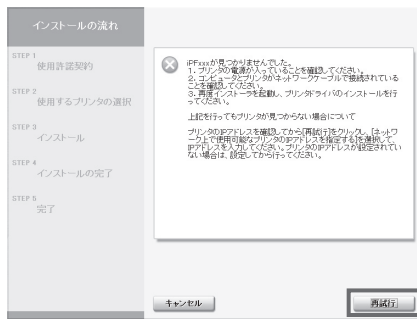 インストールの流れ
STEP 1
使用許諾契約
STEP 2
使用するプリンタの選択
STEP 3
インストール
STEP 4
インストールの完了
STEP 5
完了
iPFxxxが見つかりませんでした。
1. プリンタの電源が入っていることを確認してください。
2. コンピュータとプリンタがネットワークケーブルで接続されている
ことを確認してください。
3. 再度インストーラを起動し、プリンタドライバのインストールを行
ってください。
上記を行ってもプリンタが見つからない場合について
プリンタのIPアドレスを確認してから[再試行]をクリックし、[ネットワ
ーク上で使用可能なプリンタのIPアドレスを指定する]を選択して、
IPアドレスを入力してください。プリンタのIPアドレスが設定されてい
ない場合は、設定してから行ってください。
キャンセル
再試行